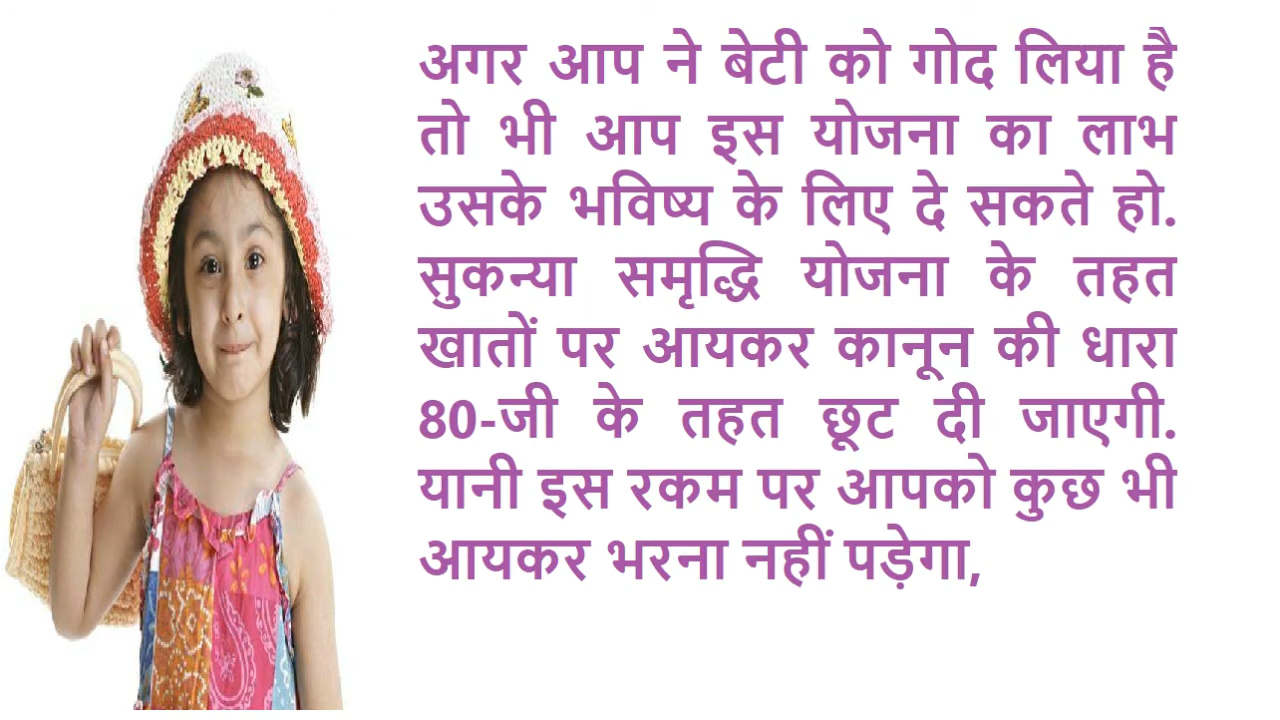 अगर आप ने बेटी को गोद लिया है
तो भी आप इस योजना का लाभ
उसके भविष्य के लिए दे सकते हो.
सुकन्या समृद्धि योजना के तहत
खातों पर आयकर कानून की धारा
80-जी के तहत छूट दी जाएगी.
यानी इस रकम पर आपको कुछ भी
आयकर भरना नहीं पड़ेगा,